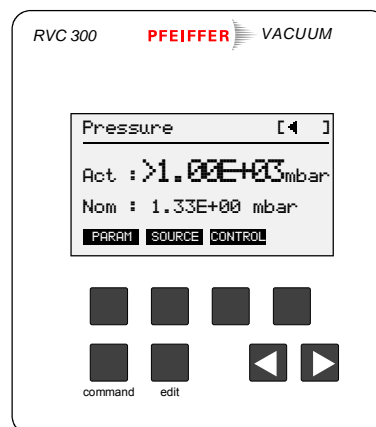 RVC 300 PFEIFFER VACUUM
Pressure [◀ ]
Act :>1.00E+03mbar
Nom : 1.33E+00 mbar
PARAM SOURCE CONTROL
command edit